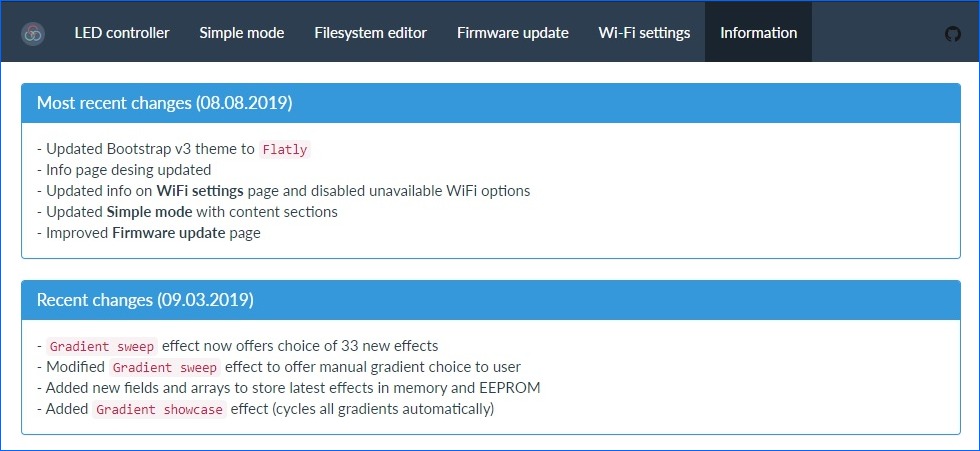 LED controller Simple mode Filesystem editor Firmware update Wi-Fi settings Information
Most recent changes (08.08.2019)
- Updated Bootstrap v3 theme to Flatly
- Info page desing updated
- Updated info on WiFi settings page and disabled unavailable WiFi options
- Updated Simple mode with content sections
- Improved Firmware update page
Recent changes (09.03.2019)
- Gradient sweep effect now offers choice of 33 new effects
- Modified Gradient sweep effect to offer manual gradient choice to user
- Added new fields and arrays to store latest effects in memory and EEPROM
- Added Gradient showcase effect (cycles all gradients automatically)